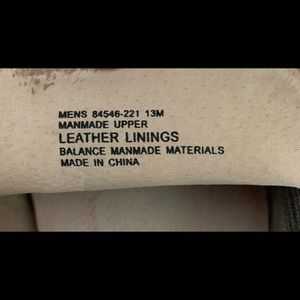 MENS 84546-221 13M
MANMADE UPPER
LEATHER LININGS
BALANCE MANMADE MATERIALS
MADE IN CHINA